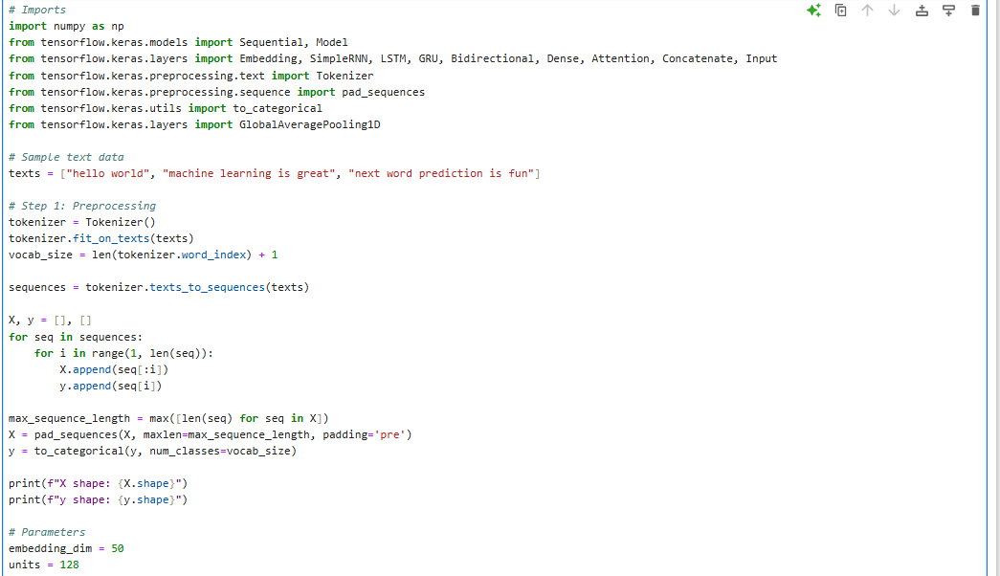 # Imports
import numpy as np
from tensorflow.keras.models import Sequential, Model
from tensorflow.keras.layers import Embedding, SimpleRNN, LSTM, GRU, Bidirectional, Dense, Attention, Concatenate, Input
from tensorflow.keras.preprocessing.text import Tokenizer
from tensorflow.keras.preprocessing.sequence import pad_sequences
from tensorflow.keras.utils import to_categorical
from tensorflow.keras.layers import GlobalAveragePooling1D

# Sample text data
texts = ["hello world", "machine learning is great", "next word prediction is fun"]

# Step 1: Preprocessing
tokenizer = Tokenizer()
tokenizer.fit_on_texts(texts)
vocab_size = len(tokenizer.word_index) + 1

sequences = tokenizer.texts_to_sequences(texts)

X, y = [], []
for seq in sequences:
    for i in range(1, len(seq)):
        X.append(seq[:i])
        y.append(seq[i])

max_sequence_length = max([len(seq) for seq in X])
X = pad_sequences(X, maxlen=max_sequence_length, padding='pre')
y = to_categorical(y, num_classes=vocab_size)

print(f"X shape: {X.shape}")
print(f"y shape: {y.shape}")

# Parameters
embedding_dim = 50
units = 128